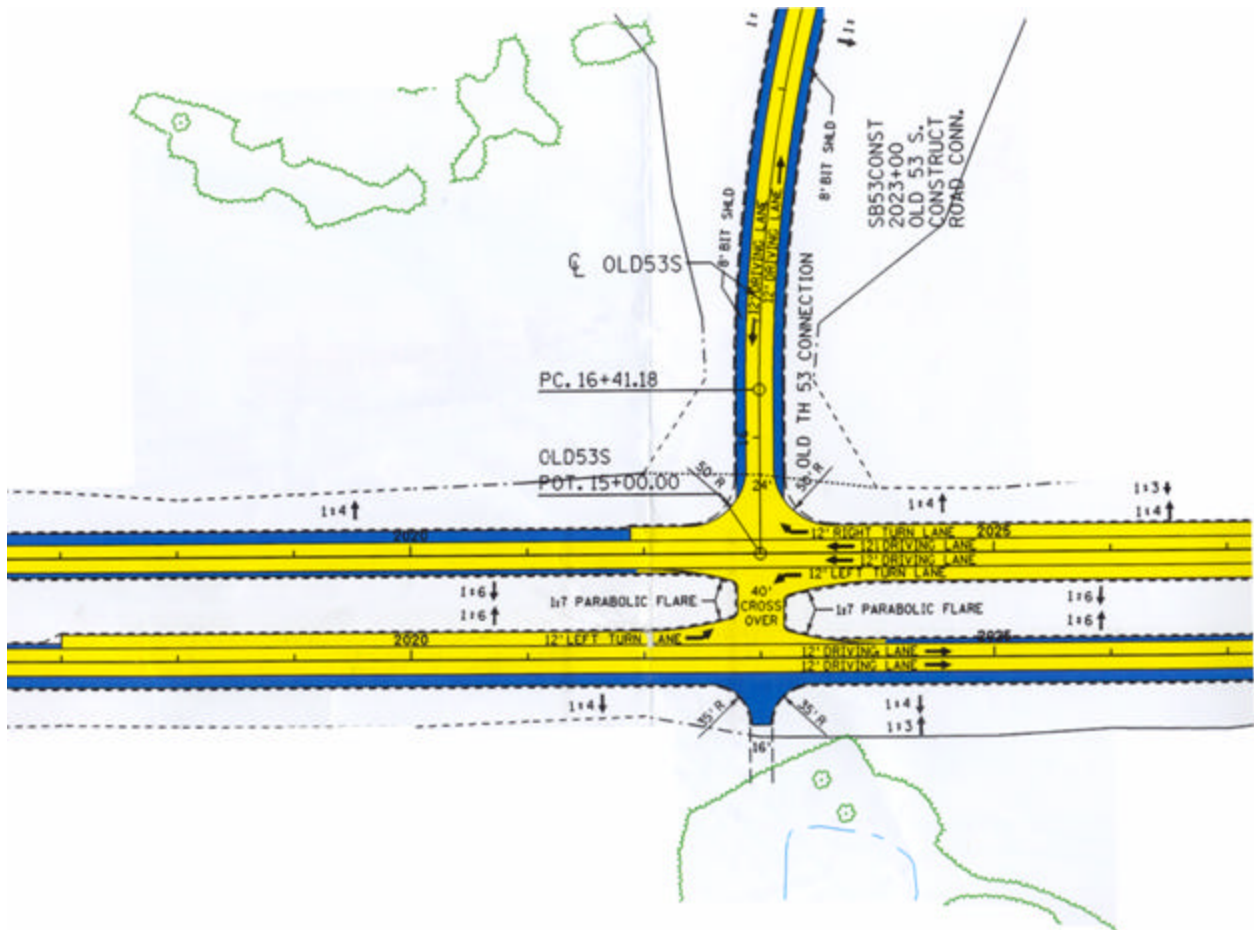 1:
1:
8' BIT SHLD
SB53CONST
2023+00
OLD 53 S.
CONSTRUCT
ROAD CONN.
8' BIT SHLD
12' DRIVING LANE
12' DRIVING LANE
℄ OLD53S
OLD TH 53 CONNECTION
PC. 16+41.18
OLD53S
POT. 15+00.00
50' R
24'
50' R
1:4
1:4
1:3
1:4
2020
12' RIGHT TURN LANE 2025
12' DRIVING LANE
12' DRIVING LANE
12' LEFT TURN LANE
1:6
1:6
1:7 PARABOLIC FLARE
40'
CROSS
OVER
1:7 PARABOLIC FLARE
1:6
1:6
2020
12' LEFT TURN LANE
2025
12' DRIVING LANE
12' DRIVING LANE
1:4
35' R
35' R
1:4
1:3
16'